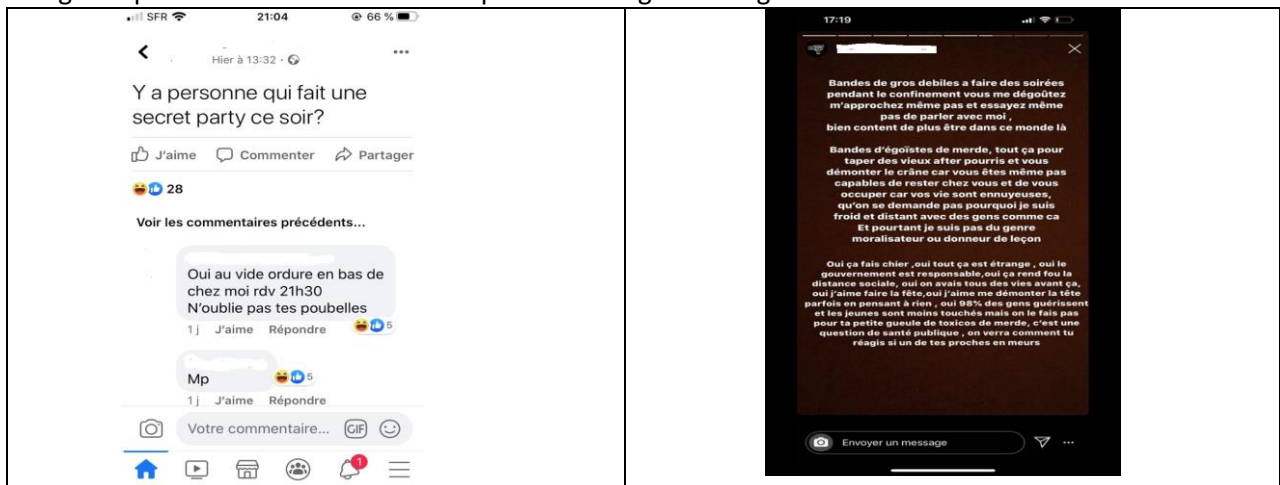 SFR 21:04 66 %
Hier à 13:32
Y a personne qui fait une
secret party ce soir?
J'aime Commenter Partager
28
Voir les commentaires précédents...
Oui au vide ordure en bas de
chez moi rdv 21h30
N'oublie pas tes poubelles
1 j J'aime Répondre 5
Mp
5
1 j J'aime Répondre
Votre commentaire... GIF
1
17:19
Bandes de gros debiles a faire des soirées
pendant le confinement vous me dégoûtez
m'approchez même pas et essayez même
pas de parler avec moi ,
bien content de plus être dans ce monde là
Bandes d'égoïstes de merde, tout ça pour
taper des vieux after pourris et vous
démonter le crâne car vous êtes même pas
capables de rester chez vous et de vous
occuper car vos vie sont ennuyeuses,
qu'on se demande pas pourquoi je suis
froid et distant avec des gens comme ca
Et pourtant je suis pas du genre
moralisateur ou donneur de leçon
Oui ça fais chier ,oui tout ça est étrange , oui le
gouvernement est responsable,oui ça rend fou la
distance sociale, oui on avais tous des vies avant ça,
oui j'aime faire la fête,oui j'aime me démonter la tête
parfois en pensant à rien , oui 98% des gens guérissent
et les jeunes sont moins touchés mais on le fais pas
pour ta petite gueule de toxicos de merde, c'est une
question de santé publique , on verra comment tu
réagis si un de tes proches en meurs
Envoyer un message